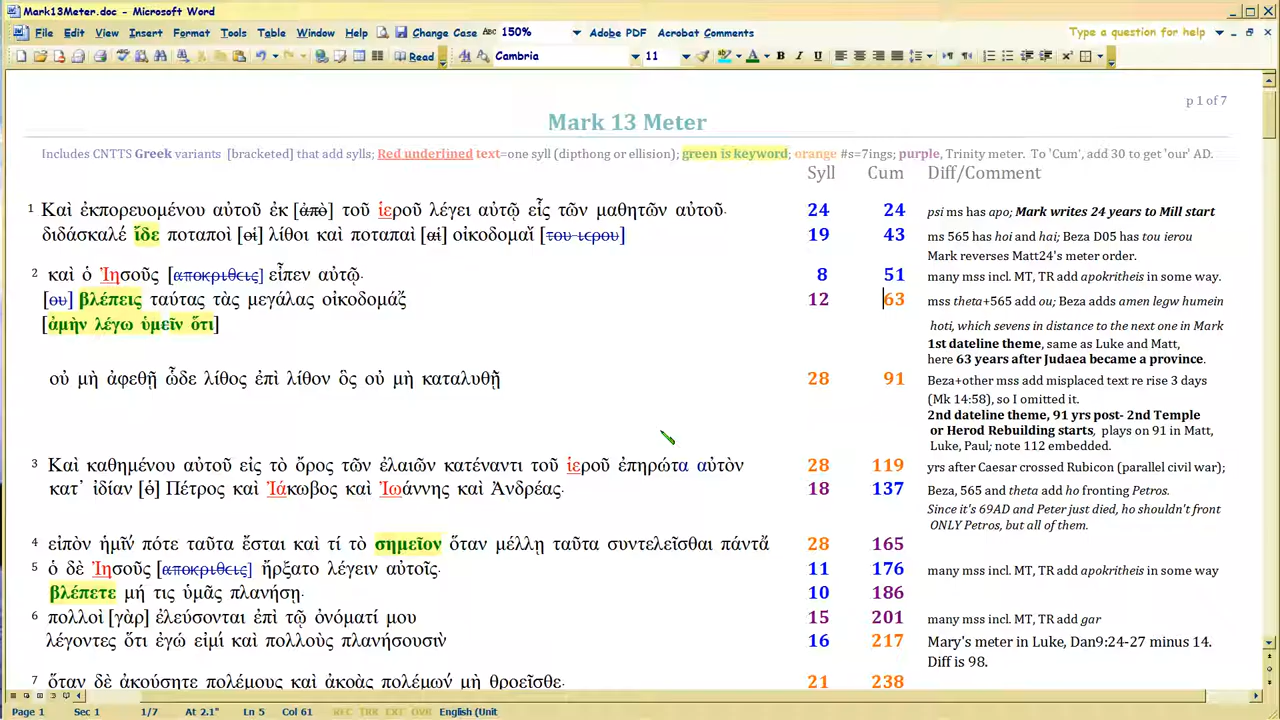 Mark13Meter.doc - Microsoft Word
File Edit View Insert Format Tools Table Window Help Change Case 150% Adobe PDF Acrobat Comments Type a question for help
Read Cambria 11 B I U
p 1 of 7
Mark 13 Meter
Includes CNTTS Greek variants [bracketed] that add sylls; Red underlined text=one syll (dipthong or ellision); green is keyword; orange #s=7ings; purple, Trinity meter. To 'Cum', add 30 to get 'our' AD.
Syll Cum Diff/Comment
1 Καὶ ἐκπορευομένου αὐτοῦ ἐκ [ἀπὸ] τοῦ ἱεροῦ λέγει αὐτῷ εἷς τῶν μαθητῶν αὐτοῦ· 24 24 psi ms has apo; Mark writes 24 years to Mill start
διδάσκαλέ ἴδε ποταποὶ [οἱ] λίθοι καὶ ποταπαὶ [αἱ] οἰκοδομαΐ [του ιερου] 19 43 ms 565 has hoi and hai; Beza D05 has tou ierou
Mark reverses Matt24's meter order.
2 καὶ ὁ Ἰησοῦς [αποκριθεις] εἶπεν αὐτῷ· 8 51 many mss incl. MT, TR add apokritheis in some way.
[ου] βλέπεις ταύτας τὰς μεγάλας οἰκοδομάξ 12 63 mss theta+565 add ou; Beza adds amen legw humein
[ἀμὴν λέγω ὑμεῖν ὅτι] hoti, which sevens in distance to the next one in Mark
1st dateline theme, same as Luke and Matt,
here 63 years after Judaea became a province.
οὐ μὴ ἀφεθῇ ὧδε λίθος ἐπὶ λίθον ὃς οὐ μὴ καταλυθῇ 28 91 Beza+other mss add misplaced text re rise 3 days
(Mk 14:58), so I omitted it.
2nd dateline theme, 91 yrs post- 2nd Temple
or Herod Rebuilding starts, plays on 91 in Matt,
Luke, Paul; note 112 embedded.
3 Καὶ καθημένου αὐτοῦ εἰς τὸ ὄρος τῶν ἐλαιῶν κατέναντι τοῦ ἱεροῦ ἐπηρώτα αὐτὸν 28 119 yrs after Caesar crossed Rubicon (parallel civil war);
κατ᾽ ἰδίαν [ὁ] Πέτρος καὶ Ἰάκωβος καὶ Ἰωάννης καὶ Ἀνδρέας· 18 137 Beza, 565 and theta add ho fronting Petros.
Since it's 69AD and Peter just died, ho shouldn't front
ONLY Petros, but all of them.
4 εἰπὸν ἡμῖν πότε ταῦτα ἔσται καὶ τί τὸ σημεῖον ὅταν μέλλῃ ταῦτα συντελεῖσθαι πάντἄ 28 165
5 ὁ δὲ Ἰησοῦς [αποκριθεις] ἤρξατο λέγειν αὐτοῖς· 11 176 many mss incl. MT, TR add apokritheis in some way
βλέπετε μή τις ὑμᾶς πλανήσῃ· 10 186
6 πολλοὶ [γὰρ] ἐλεύσονται ἐπὶ τῷ ὀνόματί μου 15 201 many mss incl. MT, TR add gar
λέγοντες ὅτι ἐγώ εἰμί καὶ πολλοὺς πλανήσουσιὐ 16 217 Mary's meter in Luke, Dan9:24-27 minus 14.
Diff is 98.
7 ὅταν δὲ ἀκούσητε πολέμους καὶ ἀκοὰς πολέμων μὴ θροεῖσθε· 21 238
Page 1 Sec 1 1/7 At 2.1" Ln 5 Col 61 REC TRK EXT OVR English (Unit